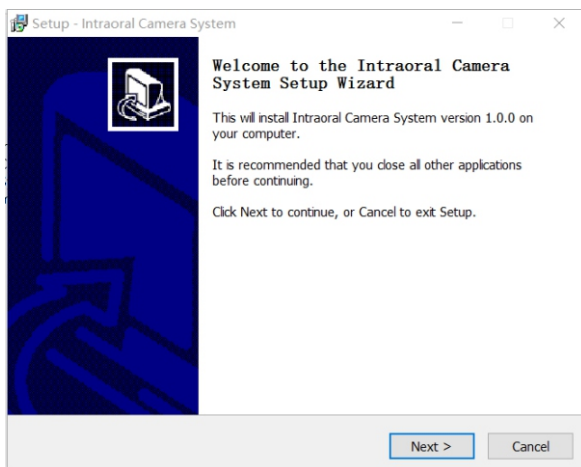 Setup - Intraoral Camera System
Welcome to the Intraoral Camera
System Setup Wizard
This will install Intraoral Camera System version 1.0.0 on
your computer.
It is recommended that you close all other applications
before continuing.
Click Next to continue, or Cancel to exit Setup.
Next >
Cancel